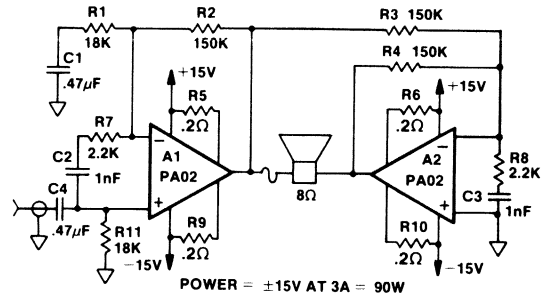 R1
18K
R2
150K
R3 150K
R4 150K
C1
.47μF
+15V
R5
.2Ω
R6
.2Ω
+15V
R7
2.2K
C2
1nF
−
A1
PA02
+
8Ω
−
A2
PA02
+
R8
2.2K
C3
1nF
C4
.47μF
R11
18K
R9
.2Ω
−15V
R10
.2Ω
−15V
POWER = ±15V AT 3A = 90W